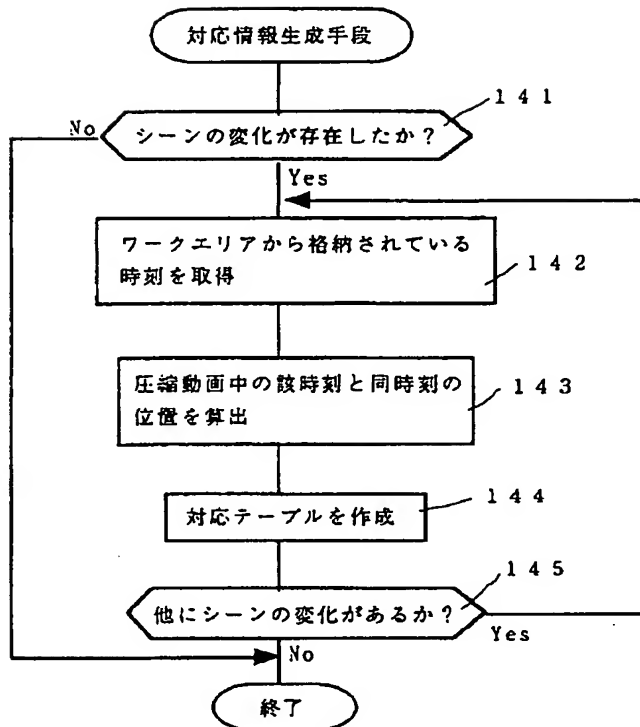 対応情報生成手段
141
No
シーンの変化が存在したか?
Yes
ワークエリアから格納されている
時刻を取得
142
圧縮動画中の該時刻と同時刻の
位置を算出
143
144
対応テーブルを作成
145
他にシーンの変化があるか?
Yes
No
終了